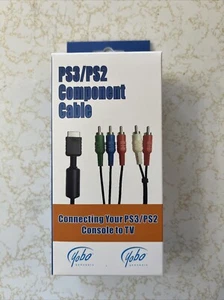 PS3/PS2
Component
Cable
Connecting Your PS3/PS2
Console to TV
Yobo
Yobo